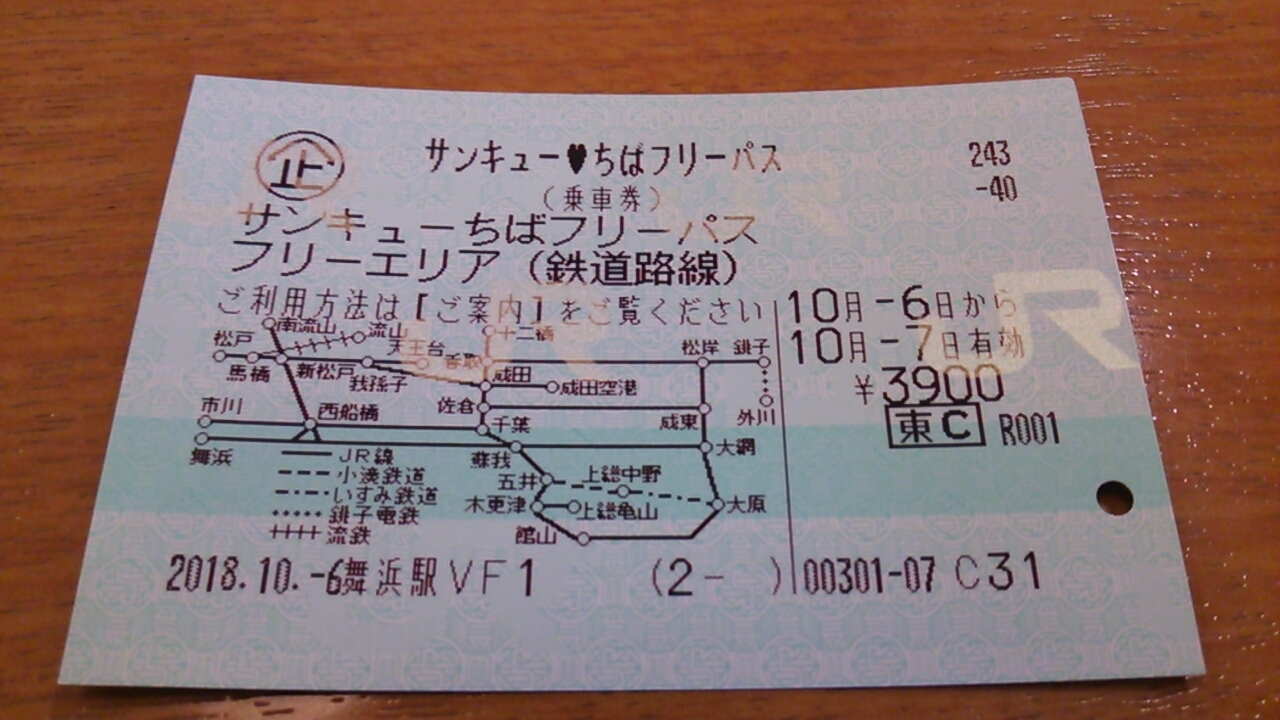 企 サンキュー♥ちばフリーパス 243
(乗車券) -40
サンキューちばフリーパス
フリーエリア (鉄道路線)
ご利用方法は [ご案内] をご覧ください
10月-6日から
10月-7日有効
¥3900
東C R001
南流山 流山 十二橋
松戸 天王台 香取 松岸 銚子
馬橋 新松戸 我孫子 成田 成田空港
市川 西船橋 佐倉 千葉 成東 外川
舞浜 蘇我 大網
五井 上総中野
木更津 上総亀山 大原
館山
JR線
小湊鉄道
いすみ鉄道
銚子電鉄
流鉄
2018.10.-6舞浜駅VF1 (2- ) 00301-07 C31
JR